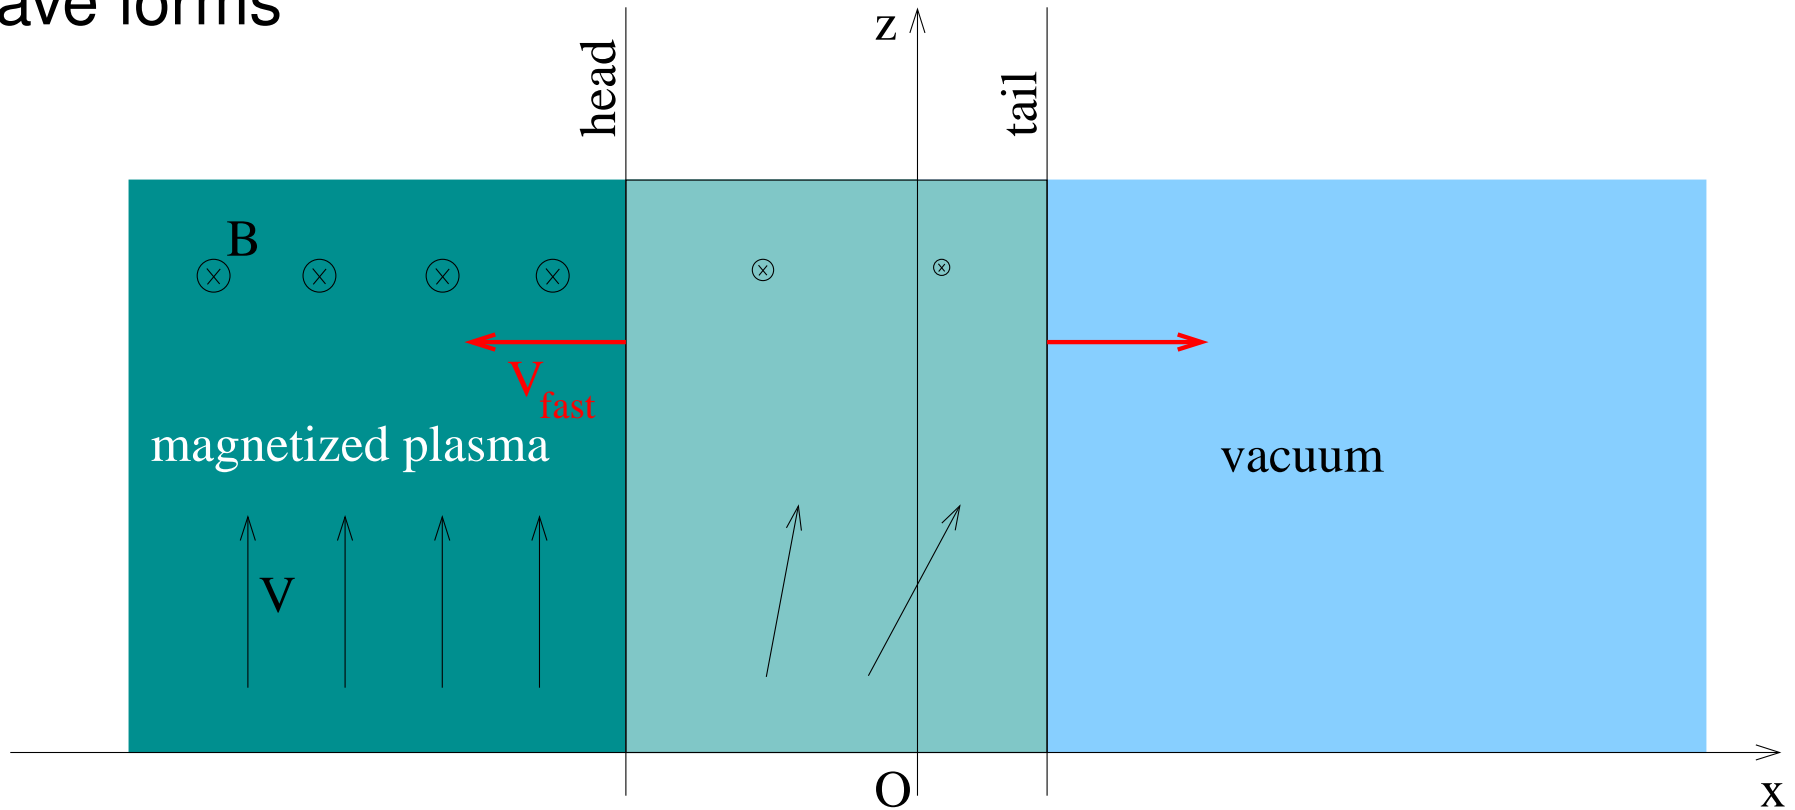 ave forms
z
head
tail
B
V
fast
magnetized plasma
vacuum
V
O
x